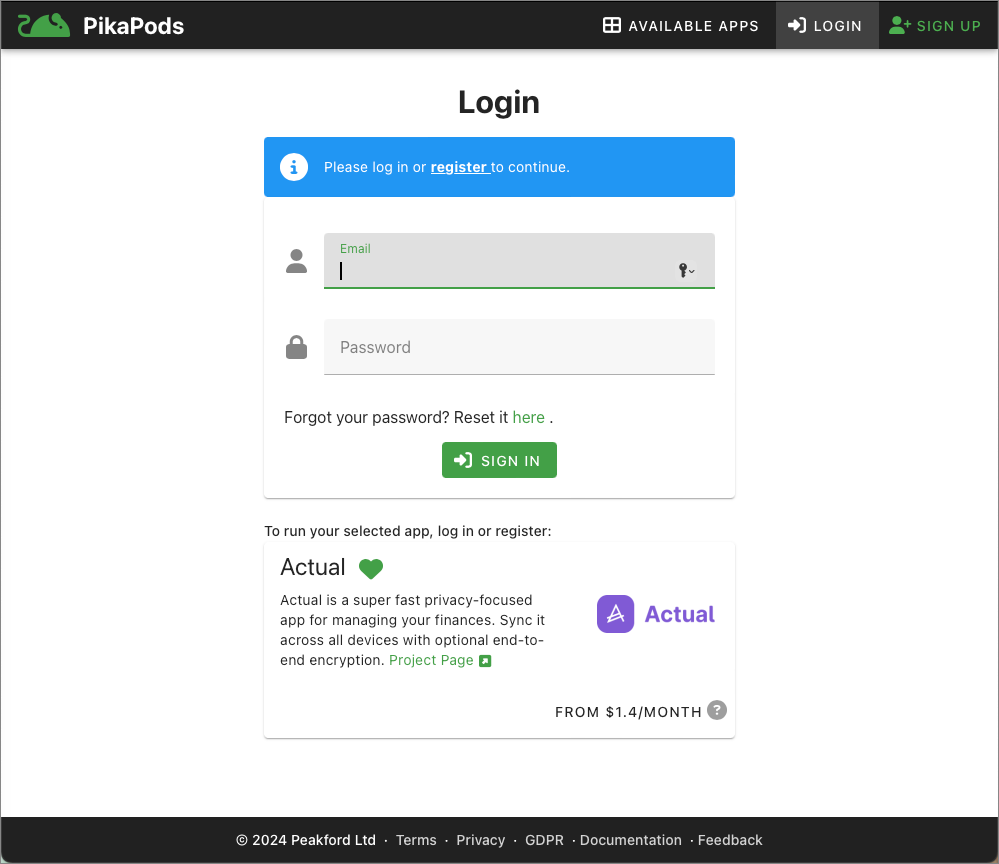 PikaPods
AVAILABLE APPS
LOGIN
SIGN UP
Login
Please log in or register to continue.
Email
Password
Forgot your password? Reset it here .
SIGN IN
To run your selected app, log in or register:
Actual
Actual is a super fast privacy-focused
app for managing your finances. Sync it
across all devices with optional end-to-
end encryption. Project Page
Actual
FROM $1.4/MONTH ?
© 2024 Peakford Ltd · Terms · Privacy · GDPR · Documentation · Feedback